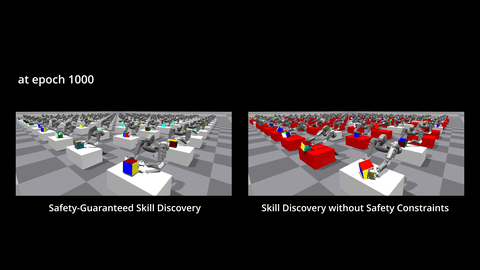 at epoch 1000
Safety-Guaranteed Skill Discovery
Skill Discovery without Safety Constraints